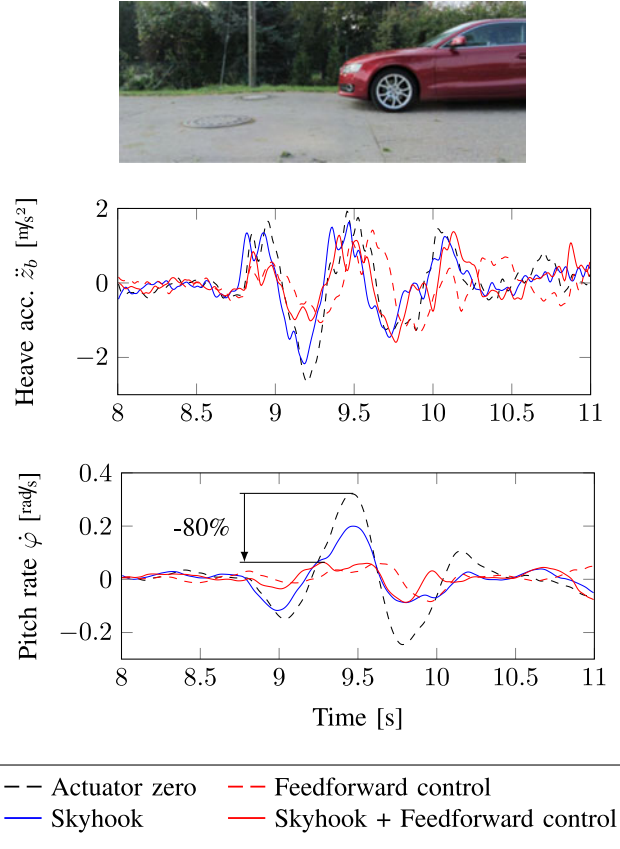 2
0
−2
Heave acc. z̈_b [m/s²]
8 8.5 9 9.5 10 10.5 11
0.4
0.2
0
−0.2
Pitch rate φ̇ [rad/s]
-80%
8 8.5 9 9.5 10 10.5 11
Time [s]
Actuator zero Feedforward control
Skyhook Skyhook + Feedforward control